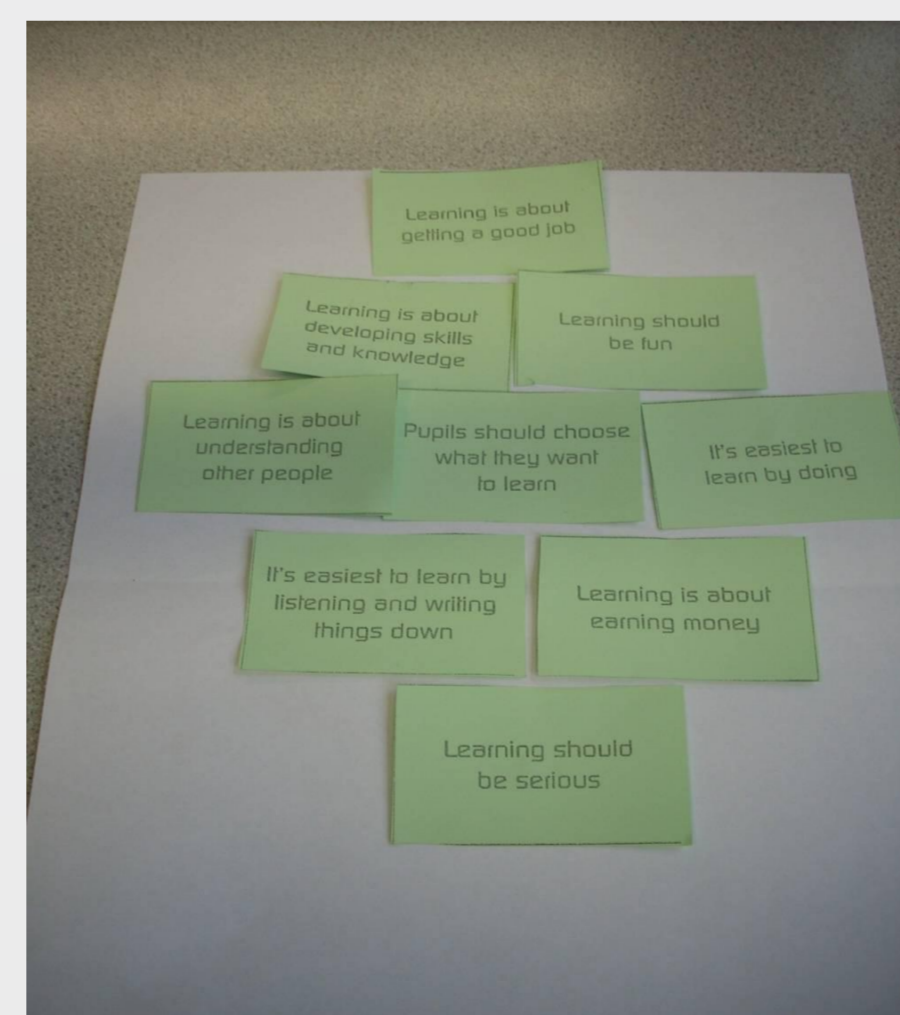 Learning is about
getting a good job
Learning is about
developing skills
and knowledge
Learning should
be fun
Learning is about
understanding
other people
Pupils should choose
what they want
to learn
It's easiest to
learn by doing
It's easiest to learn by
listening and writing
things down
Learning is about
earning money
Learning should
be serious